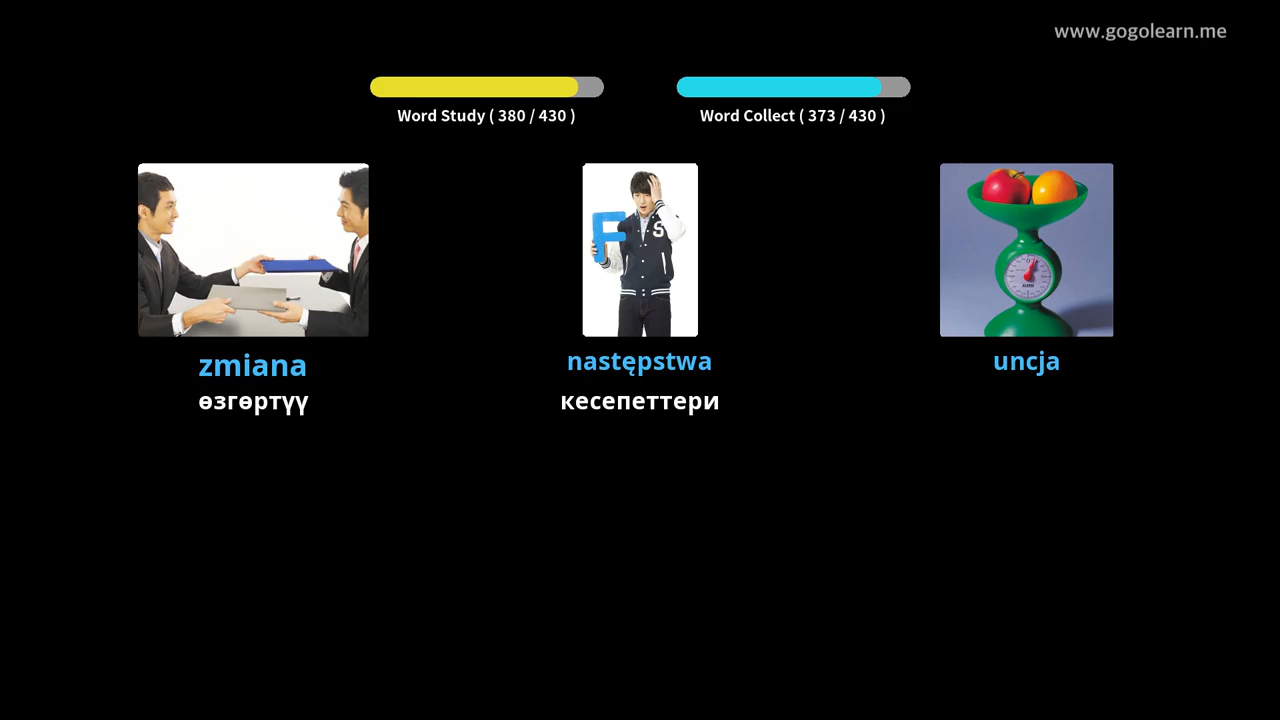 www.gogolearn.me
Word Study ( 380 / 430 )
Word Collect ( 373 / 430 )
F
S
zmiana
өзгөртүү
następstwa
кесепеттери
uncja